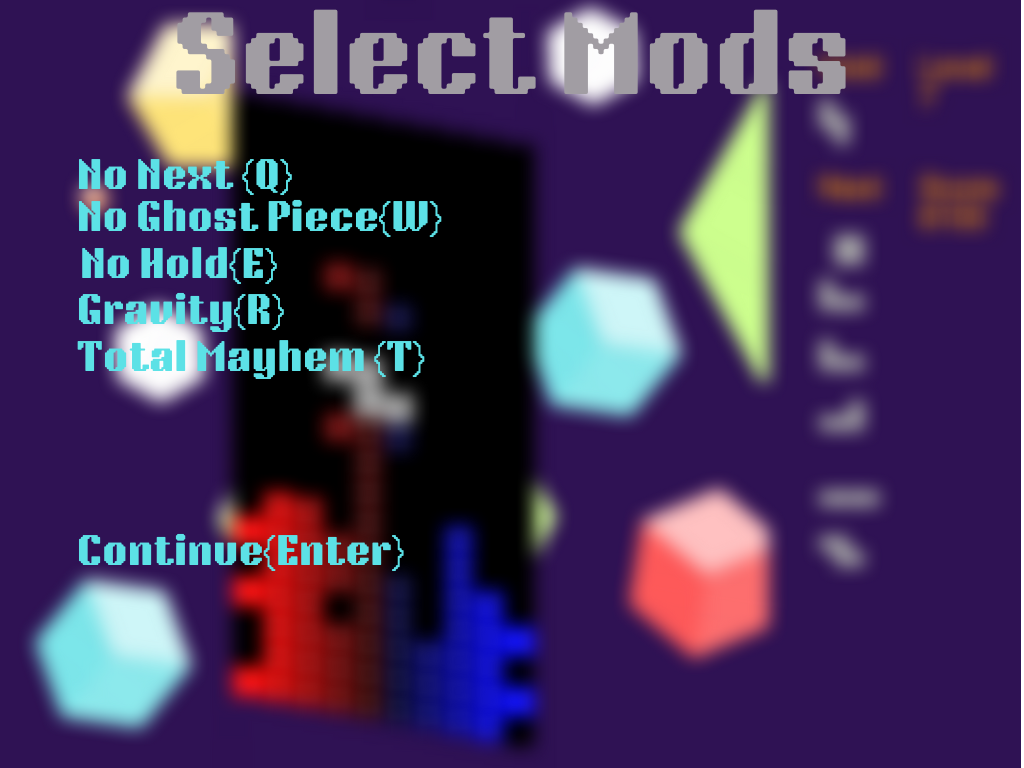 Select Mods
No Next {Q}
No Ghost Piece{W}
No Hold{E}
Gravity{R}
Total Mayhem {T}
Continue{Enter}